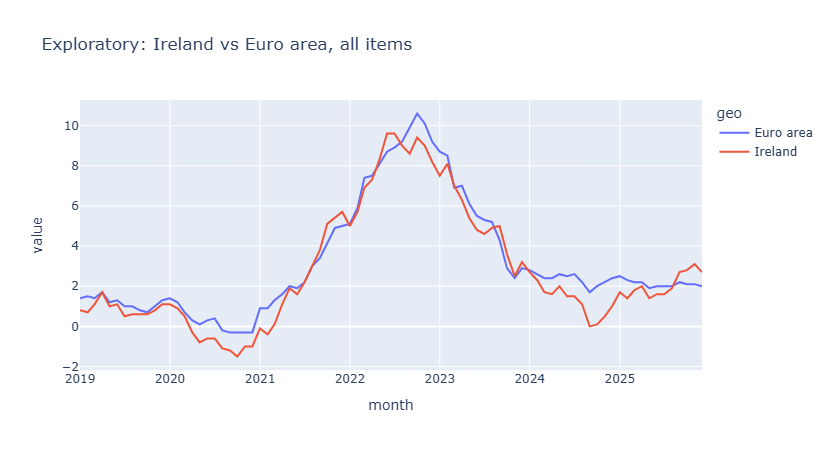 Exploratory: Ireland vs Euro area, all items
geo
Euro area
Ireland
value
10
8
6
4
2
0
−2
2019 2020 2021 2022 2023 2024 2025
month